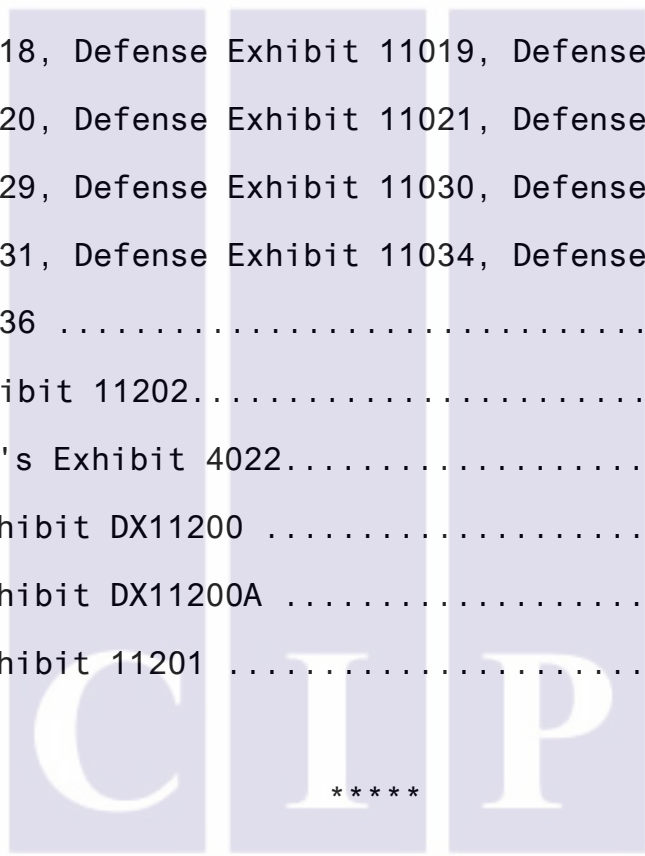 18, Defense Exhibit 11019, Defense
20, Defense Exhibit 11021, Defense
29, Defense Exhibit 11030, Defense
31, Defense Exhibit 11034, Defense
36 ...............................
ibit 11202........................
's Exhibit 4022...................
hibit DX11200 ....................
hibit DX11200A ...................
hibit 11201 ......................
*****
C I P